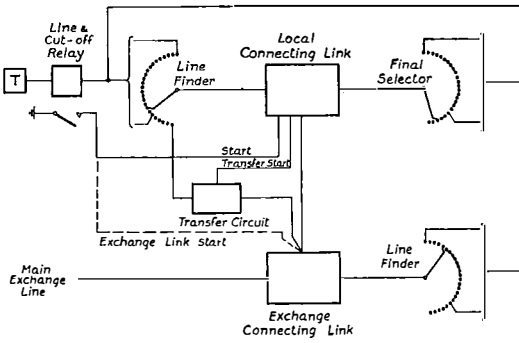 Line &
Cut-off
Relay
T
Line
Finder
Local
Connecting Link
Final
Selector
Start
Transfer Start
Transfer Circuit
Exchange Link Start
Main
Exchange
Line
Line
Finder
Exchange
Connecting Link